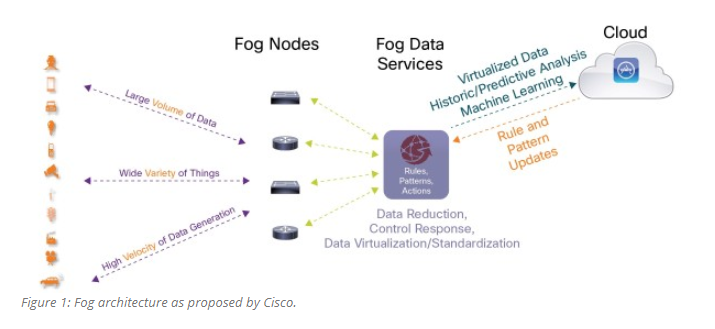 Fog Nodes
Fog Data
Services
Cloud
Large Volume of Data
Wide Variety of Things
High Velocity of Data Generation
Rules,
Patterns,
Actions
Data Reduction,
Control Response,
Data Virtualization/Standardization
Virtualized Data
Historic/Predictive Analysis
Machine Learning
Rule and
Pattern
Updates
Figure 1: Fog architecture as proposed by Cisco.